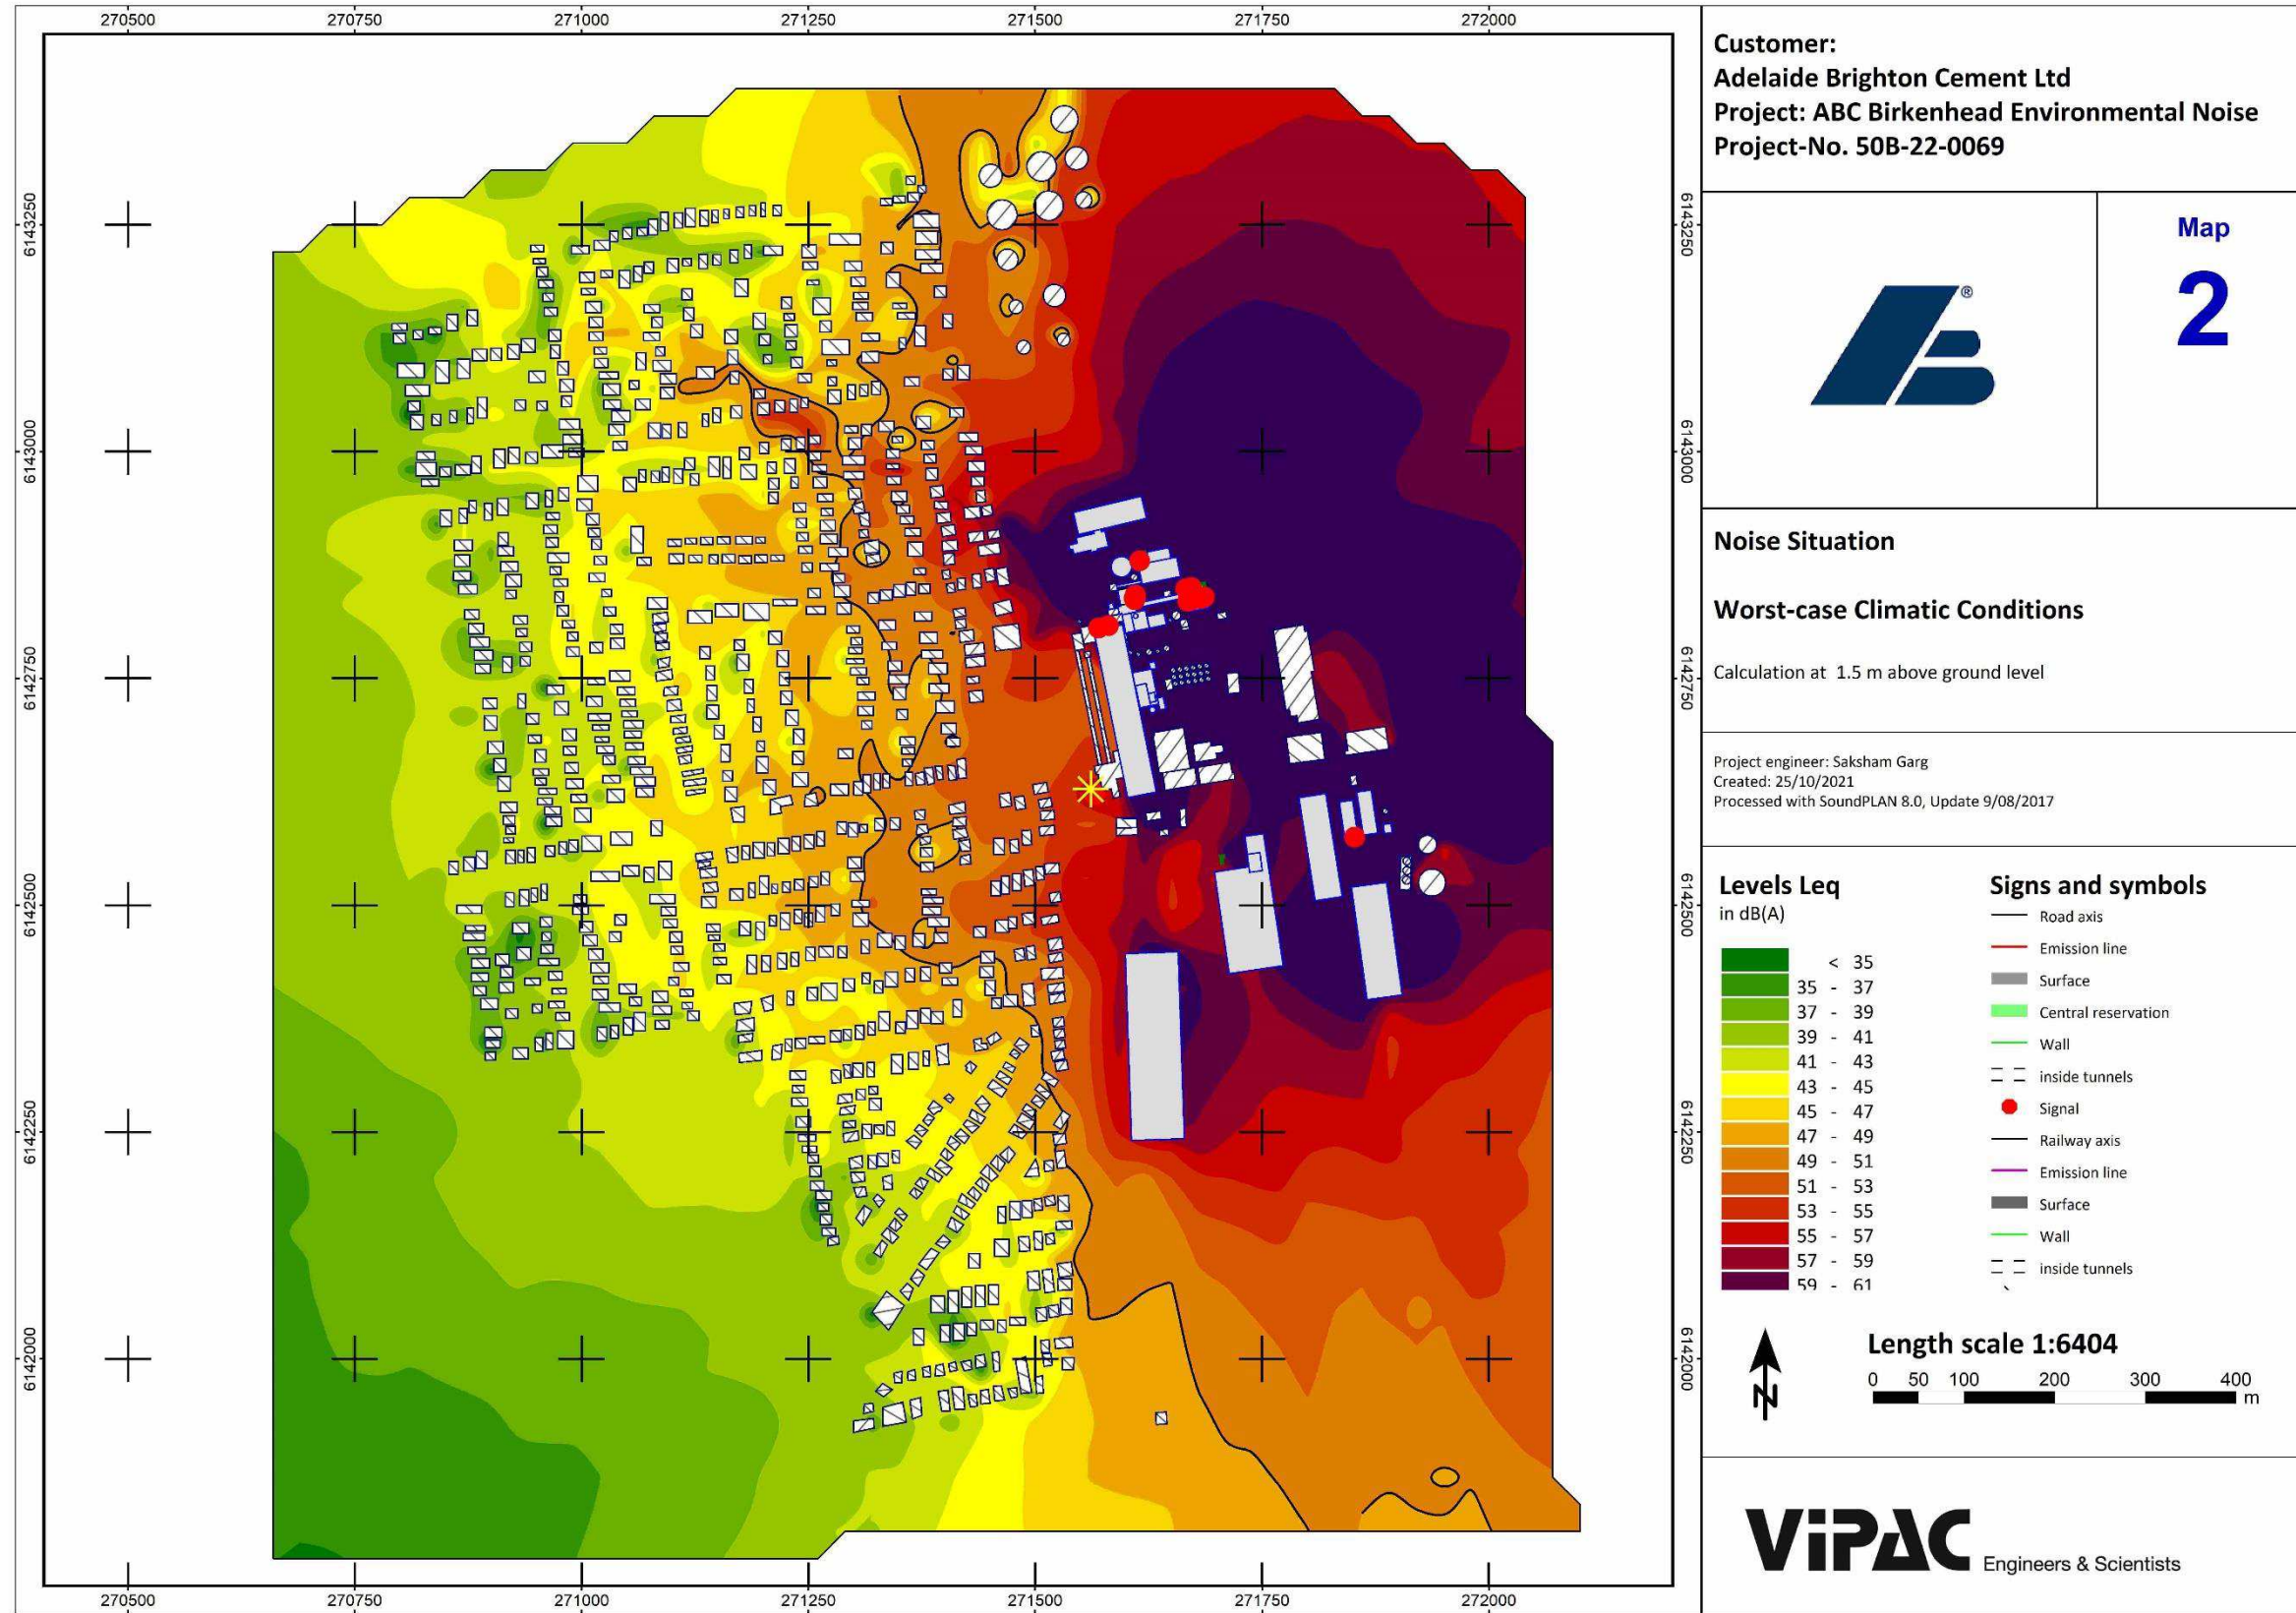 270500 270750 271000 271250 271500 271750 272000
6143250
6143000
6142750
6142500
6142250
6142000
6143250
6143000
6142750
6142500
6142250
6142000
270500 270750 271000 271250 271500 271750 272000
Customer:
Adelaide Brighton Cement Ltd
Project: ABC Birkenhead Environmental Noise
Project-No. 50B-22-0069
®
Map
2
Noise Situation
Worst-case Climatic Conditions
Calculation at 1.5 m above ground level
Project engineer: Saksham Garg
Created: 25/10/2021
Processed with SoundPLAN 8.0, Update 9/08/2017
Levels Leq
in dB(A)
< 35
35 - 37
37 - 39
39 - 41
41 - 43
43 - 45
45 - 47
47 - 49
49 - 51
51 - 53
53 - 55
55 - 57
57 - 59
59 - 61
Signs and symbols
Road axis
Emission line
Surface
Central reservation
Wall
inside tunnels
Signal
Railway axis
Emission line
Surface
Wall
inside tunnels
N
Length scale 1:6404
0 50 100 200 300 400
m
ViPAC Engineers & Scientists